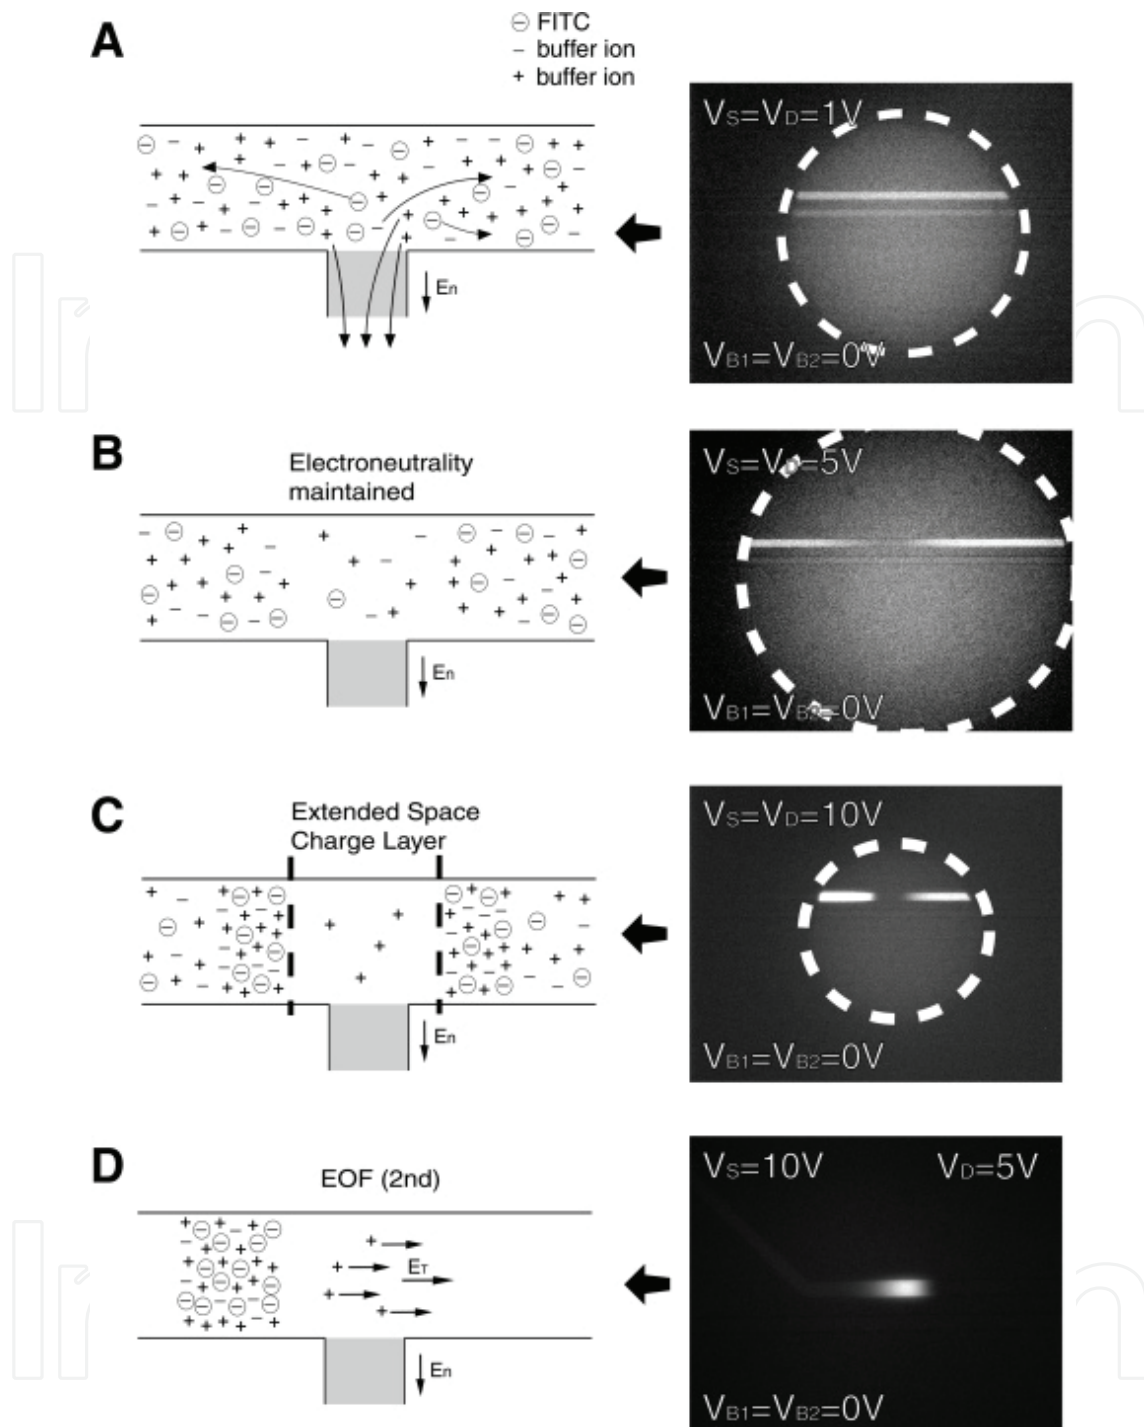 A
⊖ FITC
− buffer ion
+ buffer ion
VS=VD=1V
En
VB1=VB2=0V
B
Electroneutrality
maintained
VS=VD=5V
En
VB1=VB2=0V
C
Extended Space
Charge Layer
VS=VD=10V
En
VB1=VB2=0V
D
EOF (2nd)
VS=10V VD=5V
ET
En
VB1=VB2=0V